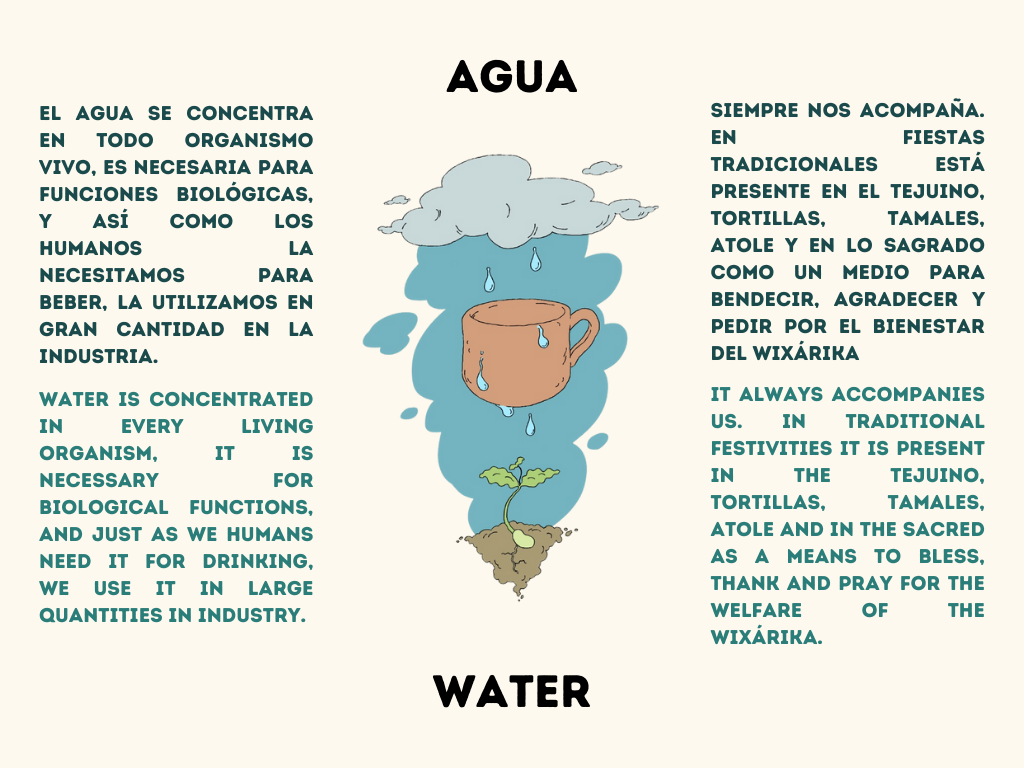 AGUA
EL AGUA SE CONCENTRA
EN TODO ORGANISMO
VIVO, ES NECESARIA PARA
FUNCIONES BIOLÓGICAS,
Y ASÍ COMO LOS
HUMANOS LA
NECESITAMOS PARA
BEBER, LA UTILIZAMOS EN
GRAN CANTIDAD EN LA
INDUSTRIA.
WATER IS CONCENTRATED
IN EVERY LIVING
ORGANISM, IT IS
NECESSARY FOR
BIOLOGICAL FUNCTIONS,
AND JUST AS WE HUMANS
NEED IT FOR DRINKING,
WE USE IT IN LARGE
QUANTITIES IN INDUSTRY.
SIEMPRE NOS ACOMPAÑA.
EN FIESTAS
TRADICIONALES ESTÁ
PRESENTE EN EL TEJUINO,
TORTILLAS, TAMALES,
ATOLE Y EN LO SAGRADO
COMO UN MEDIO PARA
BENDECIR, AGRADECER Y
PEDIR POR EL BIENESTAR
DEL WIXÁRIKA
IT ALWAYS ACCOMPANIES
US. IN TRADITIONAL
FESTIVITIES IT IS PRESENT
IN THE TEJUINO,
TORTILLAS, TAMALES,
ATOLE AND IN THE SACRED
AS A MEANS TO BLESS,
THANK AND PRAY FOR THE
WELFARE OF THE
WIXÁRIKA.
WATER